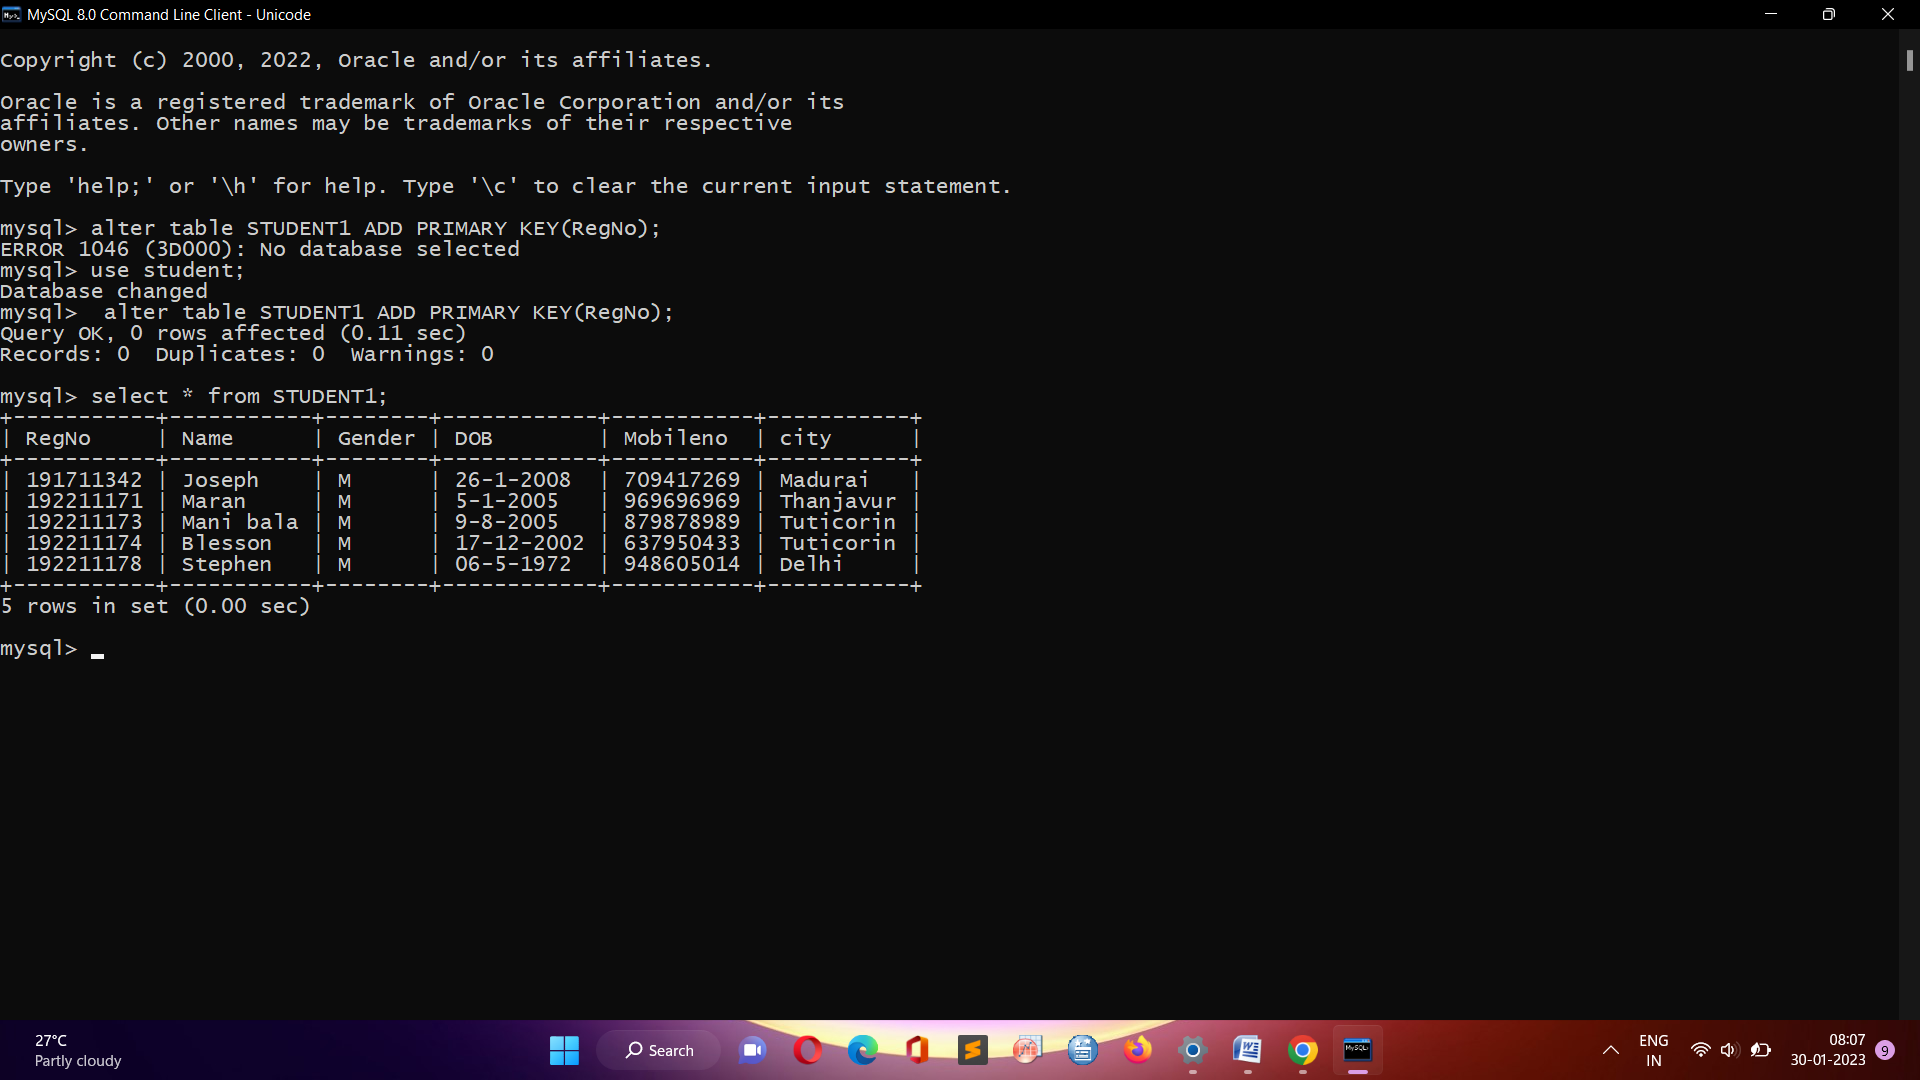 MySQL 8.0 Command Line Client - Unicode
Copyright (c) 2000, 2022, Oracle and/or its affiliates.
Oracle is a registered trademark of Oracle Corporation and/or its
affiliates. Other names may be trademarks of their respective
owners.
Type 'help;' or '\h' for help. Type '\c' to clear the current input statement.
mysql> alter table STUDENT1 ADD PRIMARY KEY(RegNo);
ERROR 1046 (3D000): No database selected
mysql> use student;
Database changed
mysql>  alter table STUDENT1 ADD PRIMARY KEY(RegNo);
Query OK, 0 rows affected (0.11 sec)
Records: 0  Duplicates: 0  Warnings: 0
mysql> select * from STUDENT1;
+-----------+-----------+--------+------------+-----------+-----------+
| RegNo     | Name      | Gender | DOB        | Mobileno  | city      |
+-----------+-----------+--------+------------+-----------+-----------+
| 191711342 | Joseph    | M      | 26-1-2008  | 709417269 | Madurai   |
| 192211171 | Maran     | M      | 5-1-2005   | 969696969 | Thanjavur |
| 192211173 | Mani bala | M      | 9-8-2005   | 879878989 | Tuticorin |
| 192211174 | Blesson   | M      | 17-12-2002 | 637950433 | Tuticorin |
| 192211178 | Stephen   | M      | 06-5-1972  | 948605014 | Delhi     |
+-----------+-----------+--------+------------+-----------+-----------+
5 rows in set (0.00 sec)
mysql>
27°C
Partly cloudy
Search
MySQL
ENG
IN
08:07
30-01-2023
9